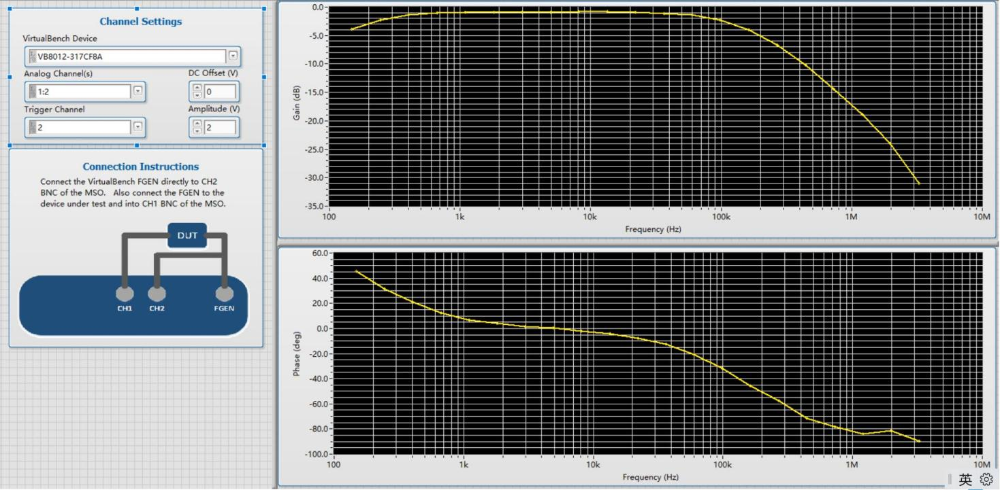 Channel Settings
VirtualBench Device
VB8012-317CF8A
Analog Channel(s)
DC Offset (V)
1:2
0
Trigger Channel
Amplitude (V)
2
2
Connection Instructions
Connect the VirtualBench FGEN directly to CH2
BNC of the MSO. Also connect the FGEN to the
device under test and into CH1 BNC of the MSO.
DUT
CH1
CH2
FGEN
Gain (dB)
0.0
-5.0
-10.0
-15.0
-20.0
-25.0
-30.0
-35.0
100
1k
10k
100k
1M
10M
Frequency (Hz)
Phase (deg)
60.0
40.0
20.0
0.0
-20.0
-40.0
-60.0
-80.0
-100.0
100
1k
10k
100k
1M
10M
Frequency (Hz)
英